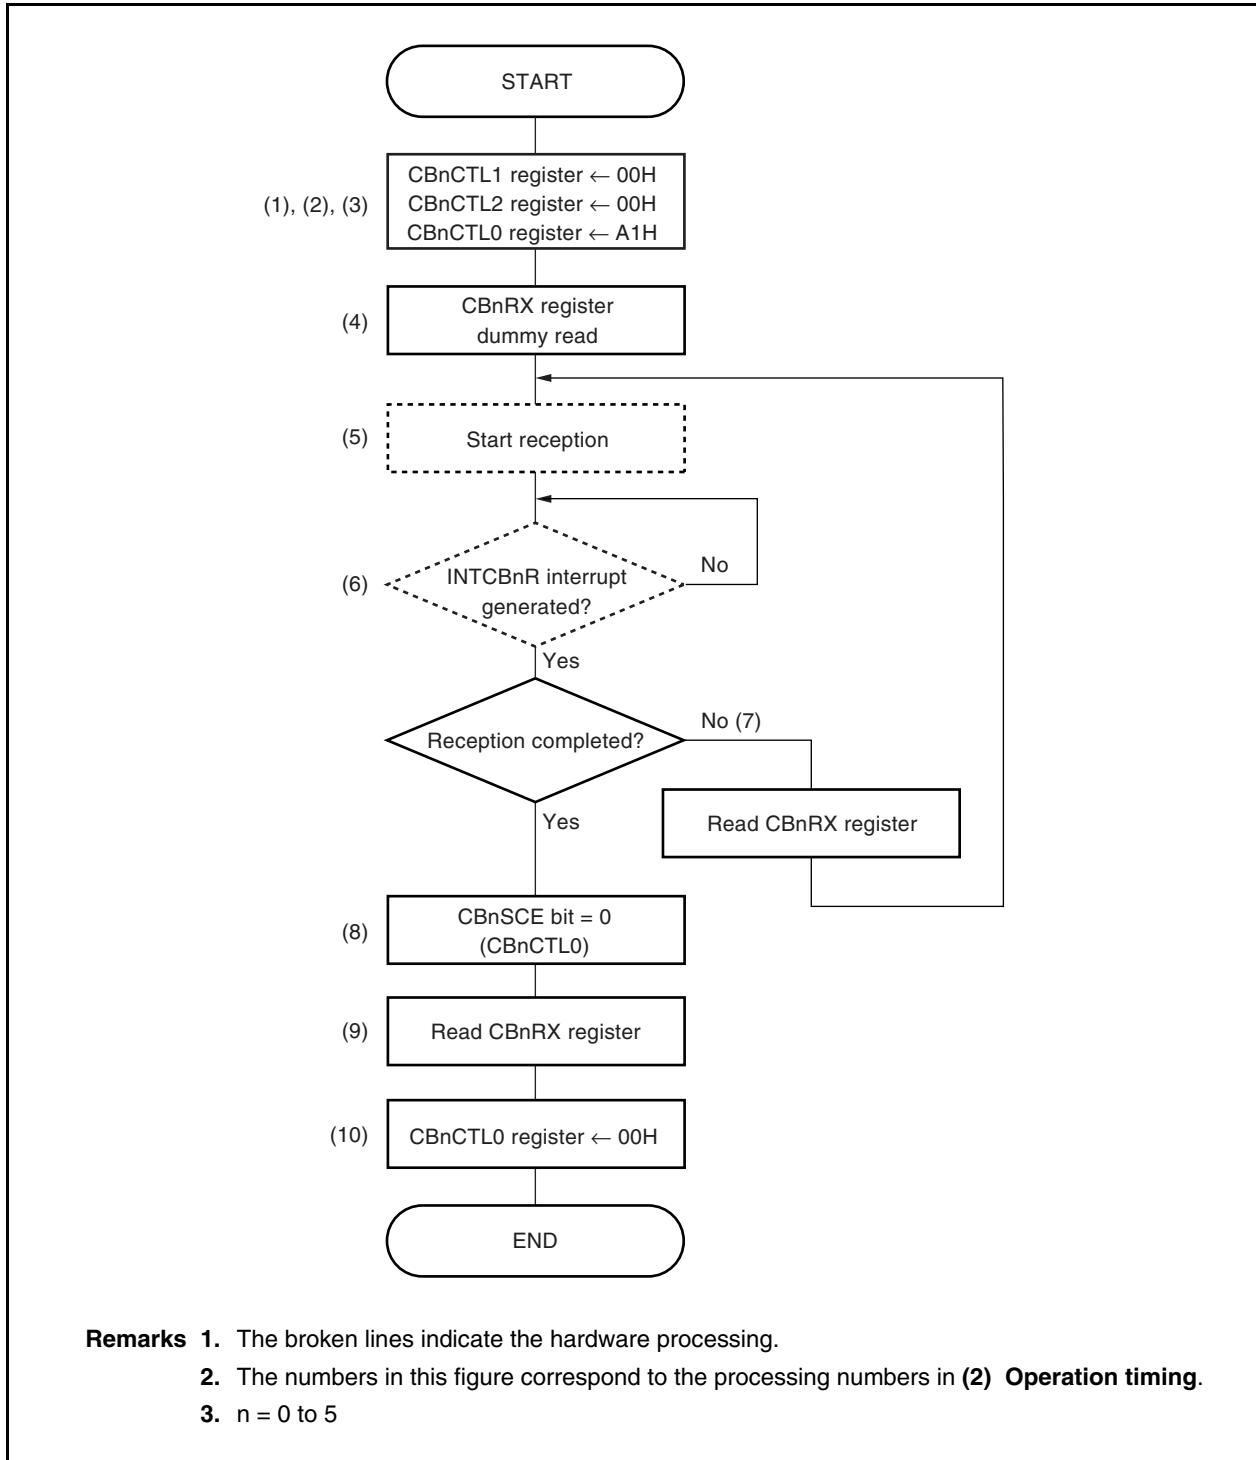 START
CBnCTL1 register ← 00H
(1), (2), (3)
CBnCTL2 register ← 00H
CBnCTL0 register ← A1H
(4)
CBnRX register
dummy read
(5)
Start reception
No
(6)
INTCBnR interrupt
generated?
Yes
No (7)
Reception completed?
Yes
Read CBnRX register
(8)
CBnSCE bit = 0
(CBnCTL0)
(9)
Read CBnRX register
(10)
CBnCTL0 register ← 00H
END
Remarks 1. The broken lines indicate the hardware processing.
2. The numbers in this figure correspond to the processing numbers in (2) Operation timing.
3. n = 0 to 5